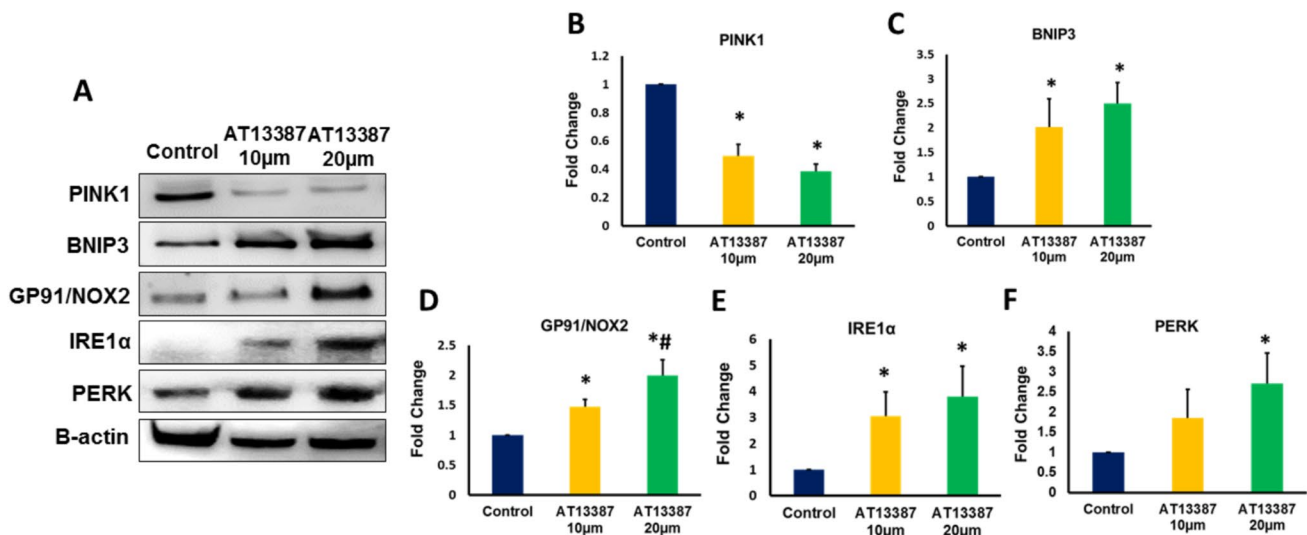 A
Control
AT13387
10µm
AT13387
20µm
PINK1
BNIP3
GP91/NOX2
IRE1α
PERK
B-actin
B
PINK1
Fold Change
1.2
1
0.8
0.6
0.4
0.2
0
*
*
Control
AT13387
10µm
AT13387
20µm
C
BNIP3
Fold Change
3.5
3
2.5
2
1.5
1
0.5
0
*
*
Control
AT13387
10µm
AT13387
20µm
D
GP91/NOX2
Fold Change
2.5
2
1.5
1
0.5
0
*
*#
Control
AT13387
10µm
AT13387
20µm
E
IRE1α
Fold Change
6
5
4
3
2
1
0
*
*
Control
AT13387
10µm
AT13387
20µm
F
PERK
Fold Change
4
3.5
3
2.5
2
1.5
1
0.5
0
*
Control
AT13387
10µm
AT13387
20µm